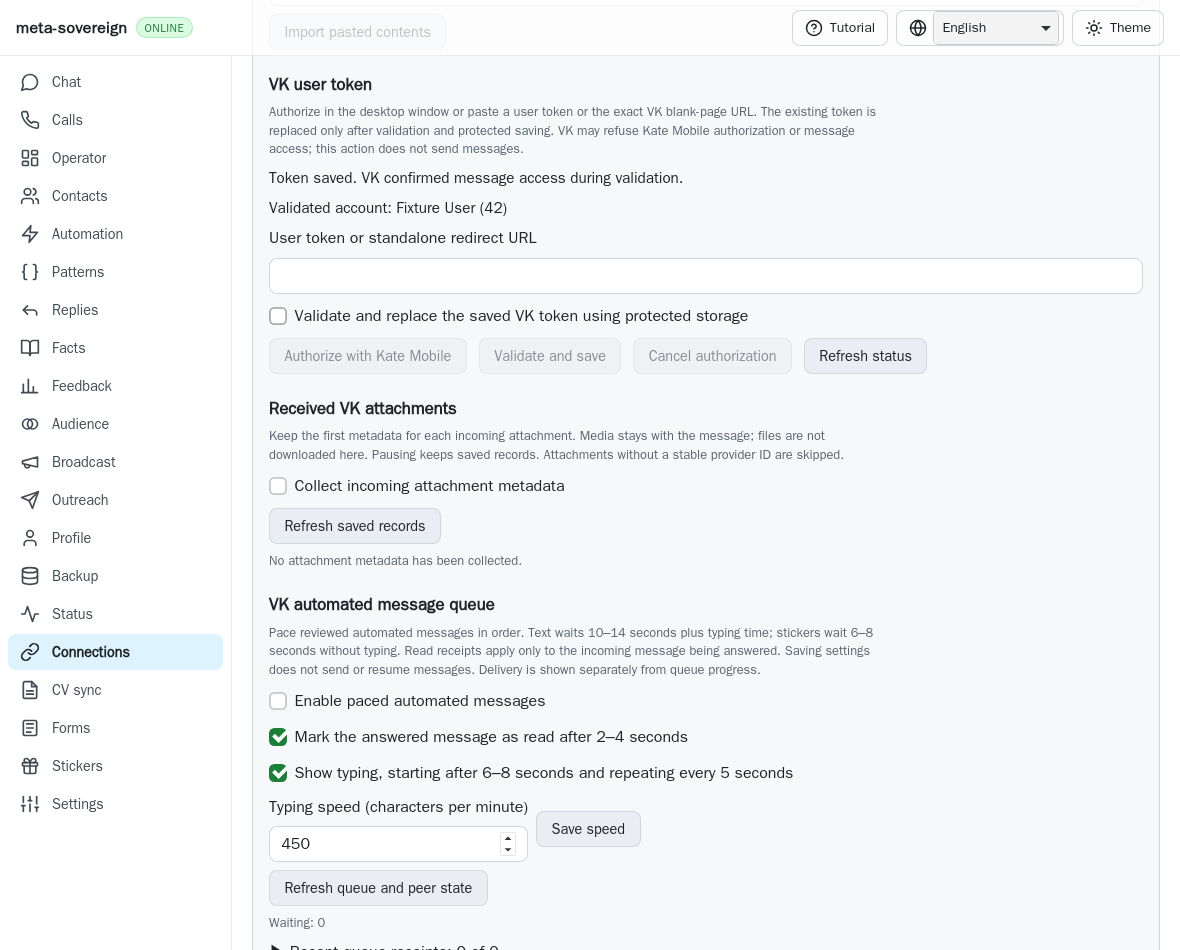 meta-sovereign ONLINE
Import pasted contents
Tutorial
English
Theme
Chat
Calls
Operator
Contacts
Automation
Patterns
Replies
Facts
Feedback
Audience
Broadcast
Outreach
Profile
Backup
Status
Connections
CV sync
Forms
Stickers
Settings
VK user token
Authorize in the desktop window or paste a user token or the exact VK blank-page URL. The existing token is
replaced only after validation and protected saving. VK may refuse Kate Mobile authorization or message
access; this action does not send messages.
Token saved. VK confirmed message access during validation.
Validated account: Fixture User (42)
User token or standalone redirect URL
Validate and replace the saved VK token using protected storage
Authorize with Kate Mobile
Validate and save
Cancel authorization
Refresh status
Received VK attachments
Keep the first metadata for each incoming attachment. Media stays with the message; files are not
downloaded here. Pausing keeps saved records. Attachments without a stable provider ID are skipped.
Collect incoming attachment metadata
Refresh saved records
No attachment metadata has been collected.
VK automated message queue
Pace reviewed automated messages in order. Text waits 10–14 seconds plus typing time; stickers wait 6–8
seconds without typing. Read receipts apply only to the incoming message being answered. Saving settings
does not send or resume messages. Delivery is shown separately from queue progress.
Enable paced automated messages
Mark the answered message as read after 2–4 seconds
Show typing, starting after 6–8 seconds and repeating every 5 seconds
Typing speed (characters per minute)
450
Save speed
Refresh queue and peer state
Waiting: 0
Recent queue receipts: 0 of 0